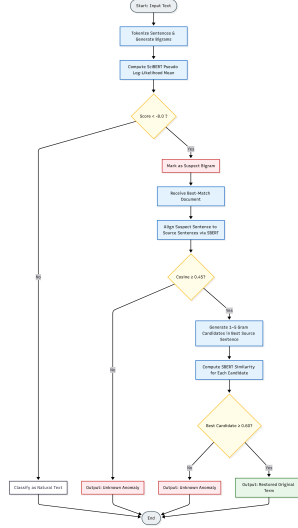 Start: Input Text
Tokenize Sentences &
Generate Bigrams
Compute SciBERT Pseudo
Log-Likelihood Mean
Score < -8.0 ?
Yes
Mark as Suspect Bigram
Receive Best-Match
Document
Align Suspect Sentence to
Source Sentences via SBERT
Cosine ≥ 0.45?
No
Yes
Generate 1-5 Gram
Candidates in Best Source
Sentence
Compute SBERT Similarity
for Each Candidate
No
Best Candidate ≥ 0.60?
No
Yes
Classify as Natural Text
Output: Unknown Anomaly
Output: Unknown Anomaly
Output: Restored Original
Term
End